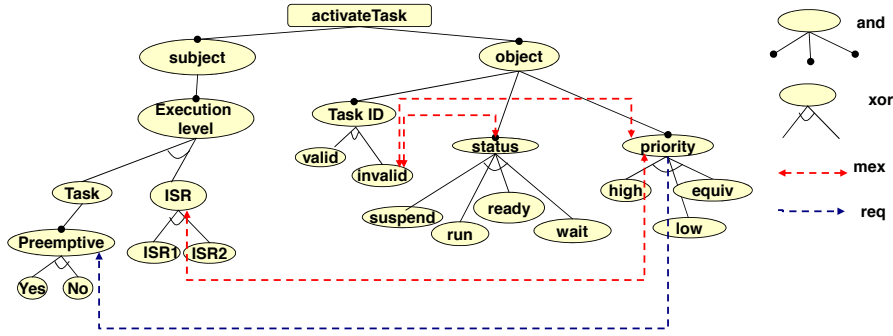 activateTask
and
subject
object
xor
Execution
level
Task ID
valid
invalid
status
priority
mex
Task
ISR
high
equiv
suspend
ready
req
run
wait
low
Preemptive
ISR1
ISR2
Yes
No